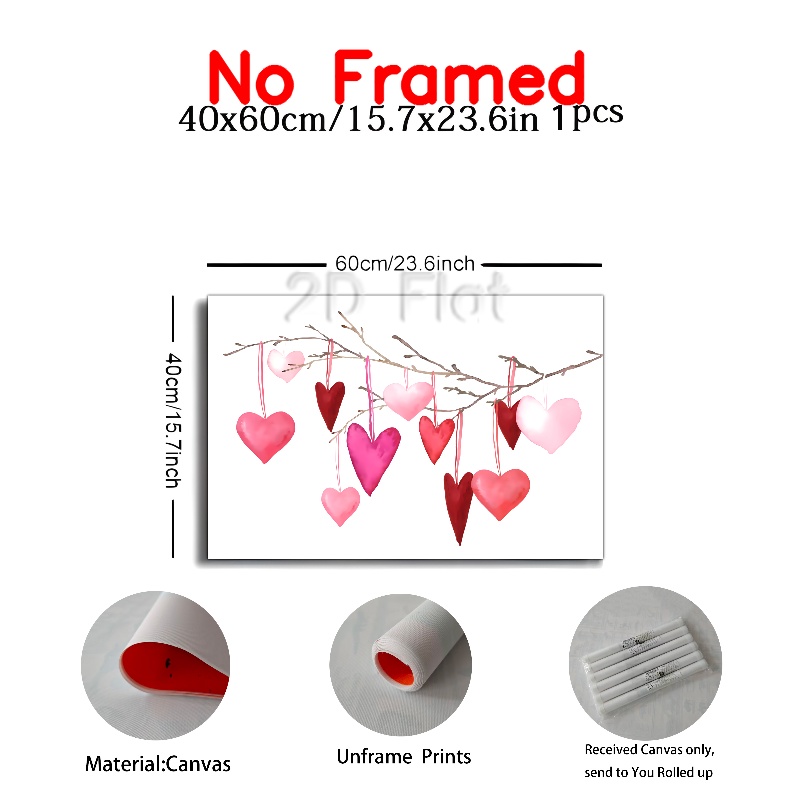 No Framed
40x60cm/15.7x23.6in 1pcs
60cm/23.6inch
2D Flat
40cm/15.7inch
Material:Canvas
Unframe Prints
Received Canvas only,
send to You Rolled up